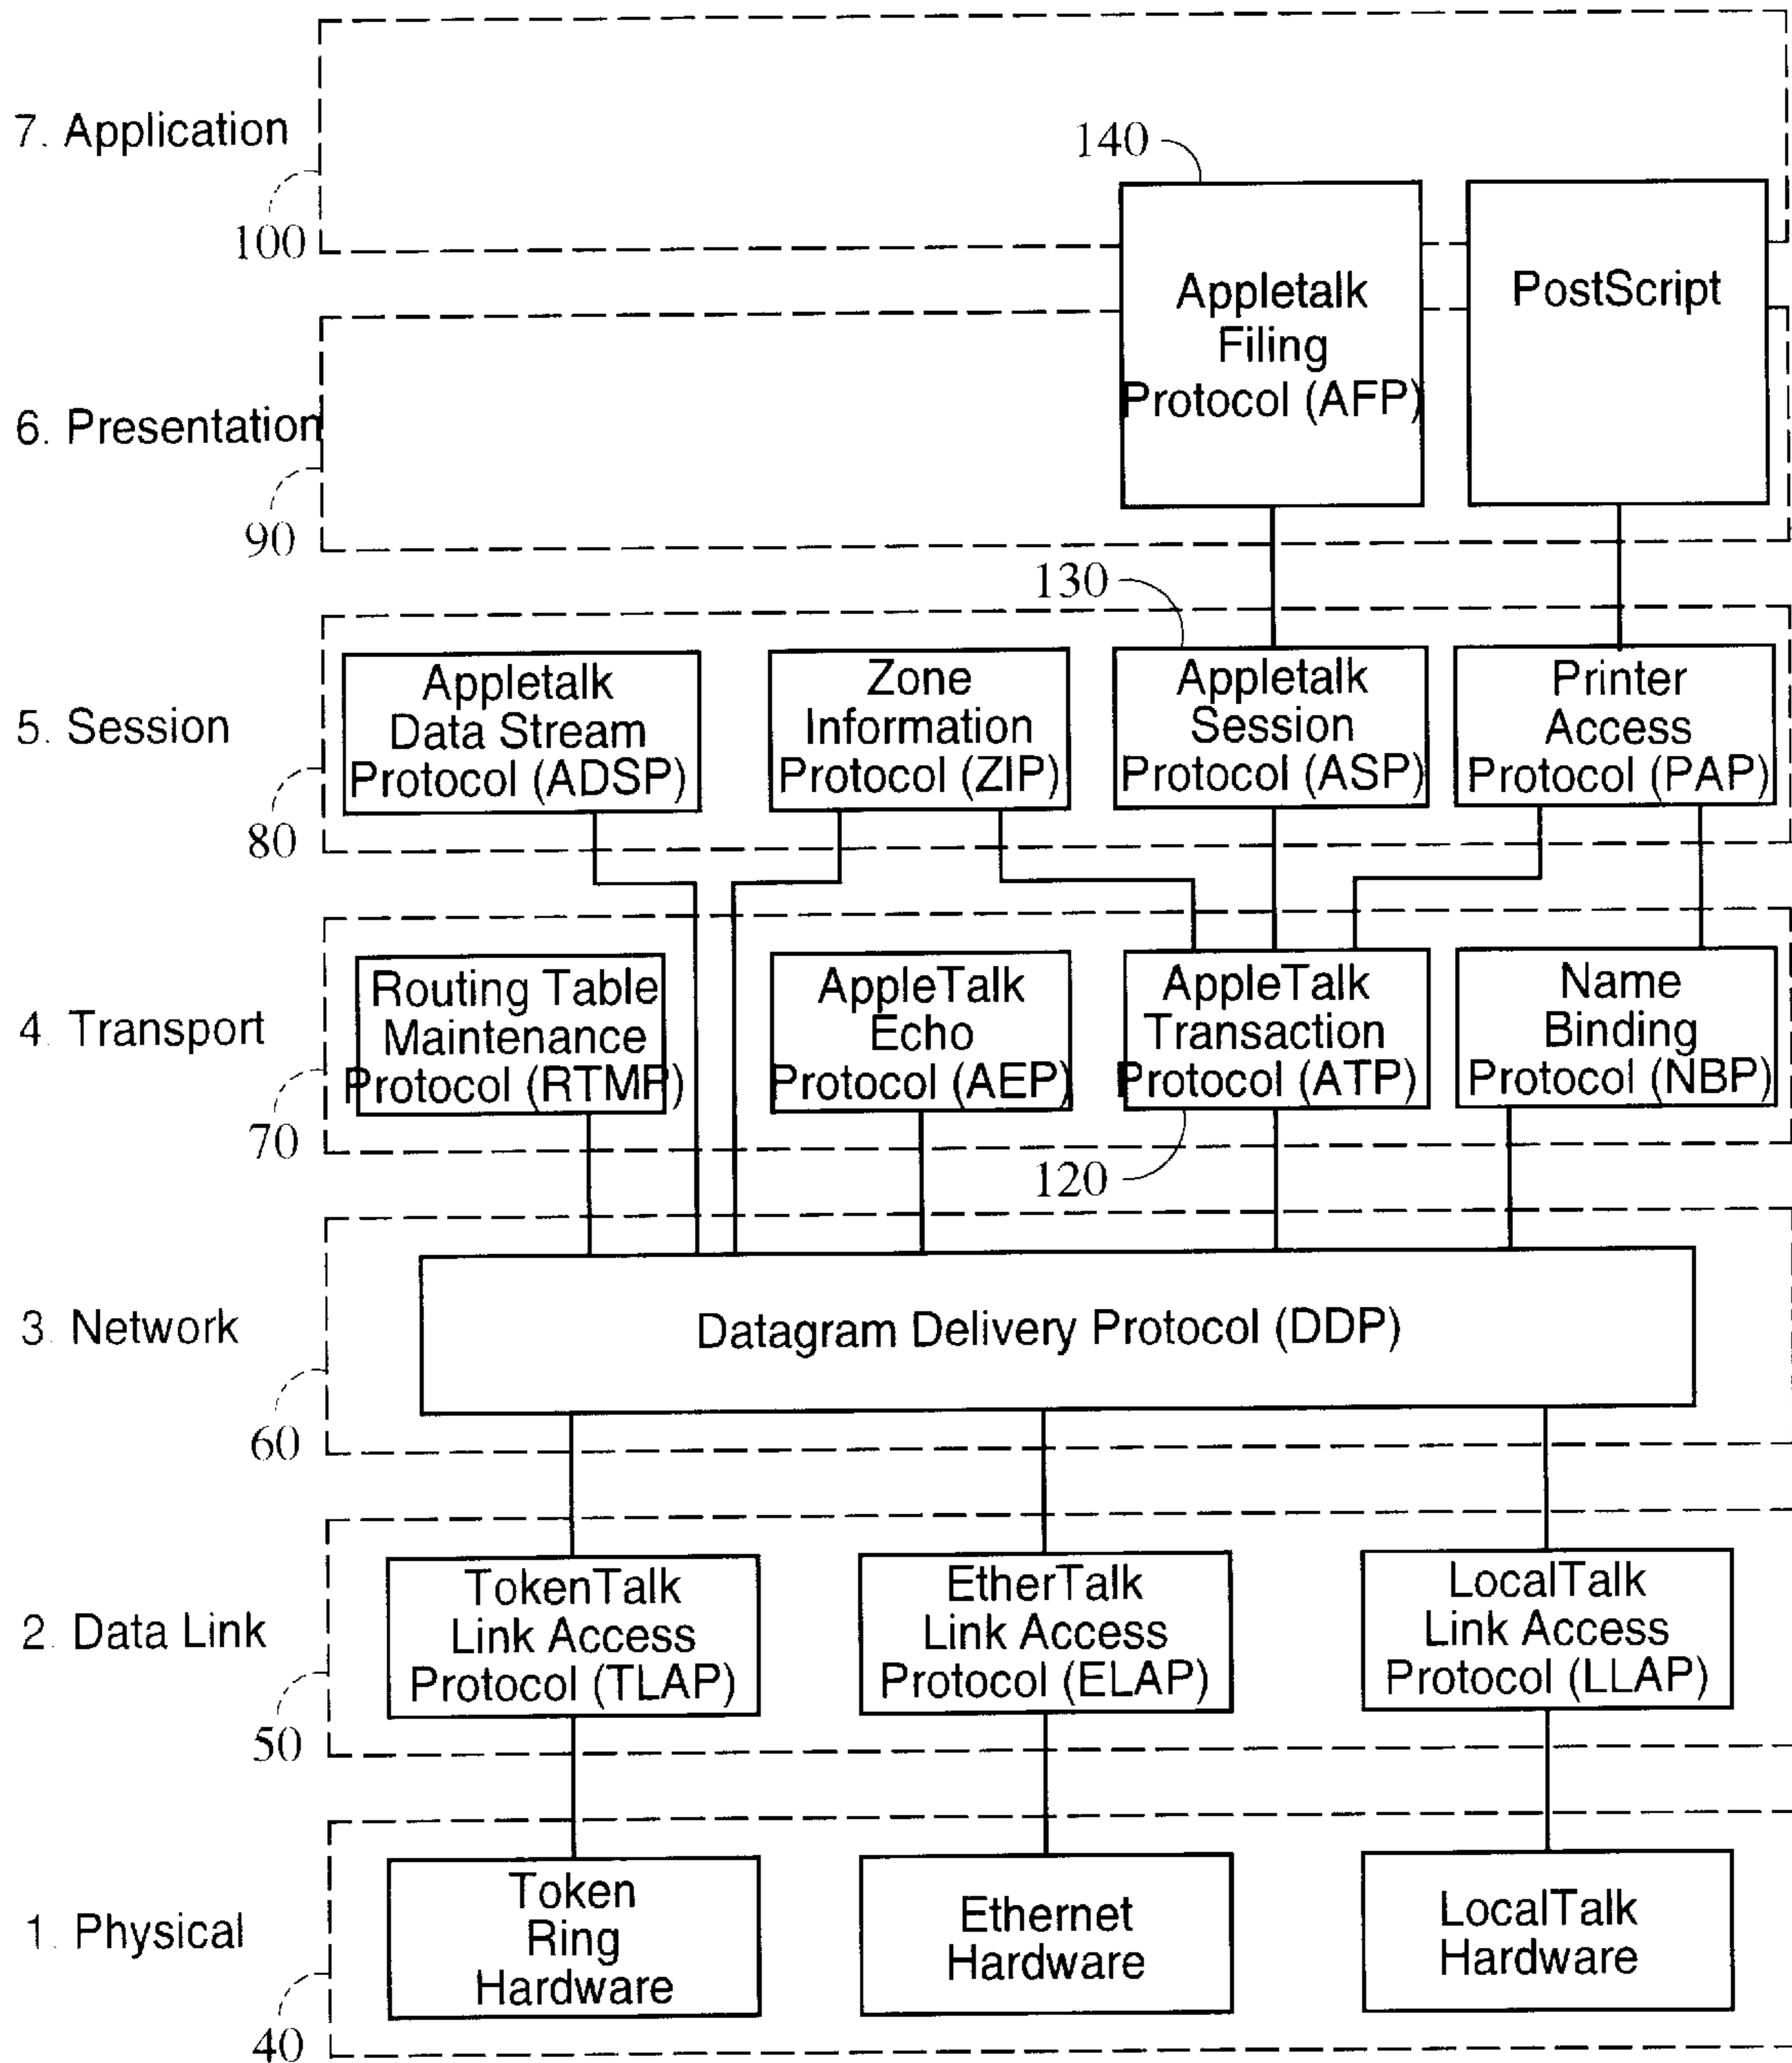 7. Application
100
140
Appletalk
Filing
Protocol (AFP)
PostScript
6. Presentation
90
130
5. Session
80
Appletalk
Data Stream
Protocol (ADSP)
Zone
Information
Protocol (ZIP)
Appletalk
Session
Protocol (ASP)
Printer
Access
Protocol (PAP)
4. Transport
70
Routing Table
Maintenance
Protocol (RTMP)
AppleTalk
Echo
Protocol (AEP)
AppleTalk
Transaction
Protocol (ATP)
Name
Binding
Protocol (NBP)
120
3. Network
60
Datagram Delivery Protocol (DDP)
2. Data Link
50
TokenTalk
Link Access
Protocol (TLAP)
EtherTalk
Link Access
Protocol (ELAP)
LocalTalk
Link Access
Protocol (LLAP)
1. Physical
40
Token
Ring
Hardware
Ethernet
Hardware
LocalTalk
Hardware